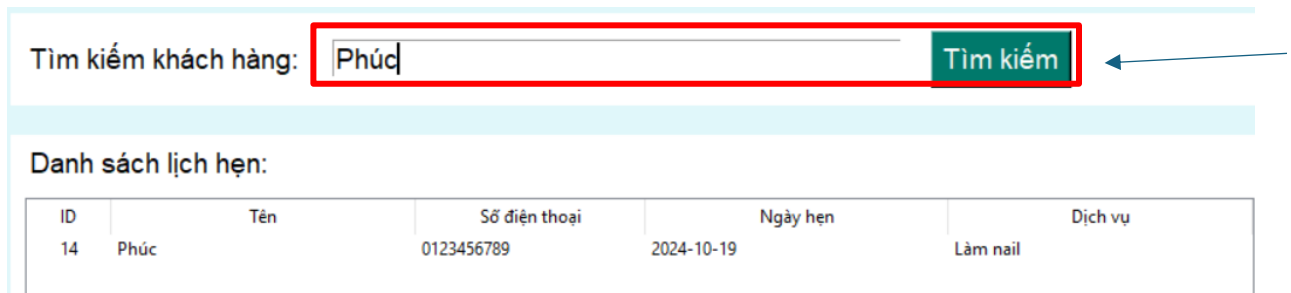 Tìm kiếm khách hàng: Phúc Tìm kiếm
Danh sách lịch hẹn:
ID Tên Số điện thoại Ngày hẹn Dịch vụ
14 Phúc 0123456789 2024-10-19 Làm nail